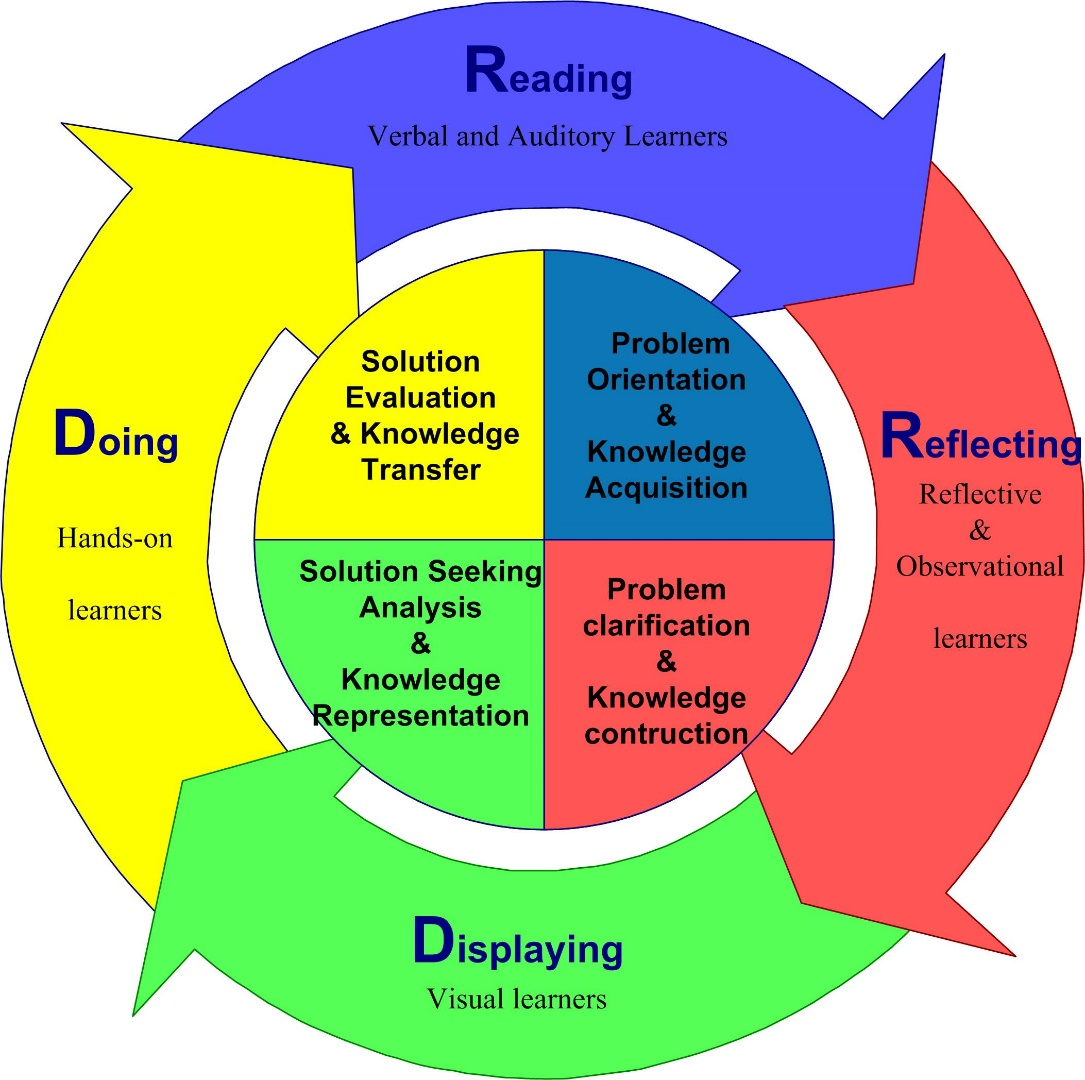 Reading
Verbal and Auditory Learners
Reflecting
Reflective
&
Observational
learners
Displaying
Visual learners
Doing
Hands-on
learners
Solution
Evaluation
& Knowledge
Transfer
Problem
Orientation
&
Knowledge
Acquisition
Solution Seeking
Analysis
&
Knowledge
Representation
Problem
clarification
&
Knowledge
contruction